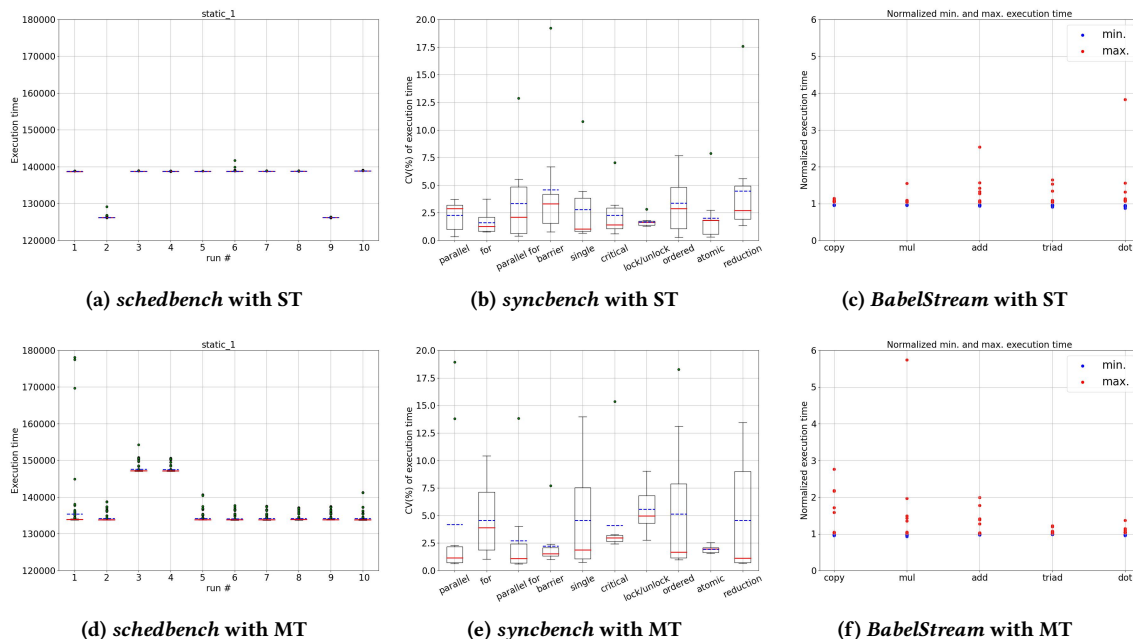 static_1
180000
170000
160000
150000
140000
130000
120000
Execution time
1 2 3 4 5 6 7 8 9 10
run #
(a) schedbench with ST
20.0
17.5
15.0
12.5
10.0
7.5
5.0
2.5
0.0
CV(%) of execution time
parallel for parallel for barrier single critical lock/unlock ordered atomic reduction
(b) syncbench with ST
Normalized min. and max. execution time
6
5
4
3
2
1
0
Normalized execution time
min.
max.
copy mul add triad dot
(c) BabelStream with ST
static_1
180000
170000
160000
150000
140000
130000
120000
Execution time
1 2 3 4 5 6 7 8 9 10
run #
(d) schedbench with MT
20.0
17.5
15.0
12.5
10.0
7.5
5.0
2.5
0.0
CV(%) of execution time
parallel for parallel for barrier single critical lock/unlock ordered atomic reduction
(e) syncbench with MT
Normalized min. and max. execution time
6
5
4
3
2
1
0
Normalized execution time
min.
max.
copy mul add triad dot
(f) BabelStream with MT